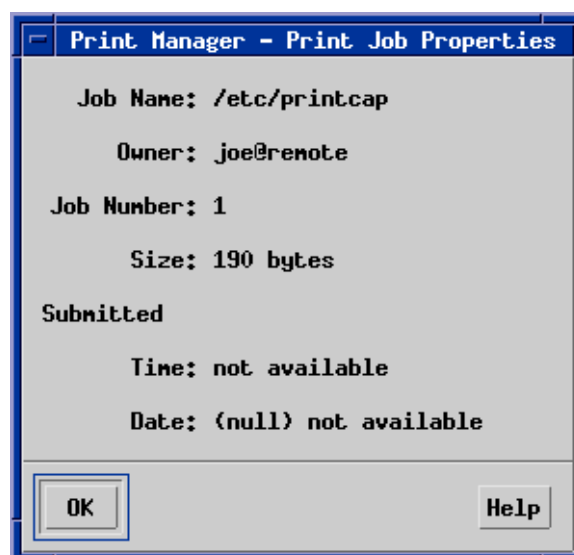 Print Manager - Print Job Properties
Job Name: /etc/printcap
Owner: joe@remote
Job Number: 1
Size: 190 bytes
Submitted
Time: not available
Date: (null) not available
OK Help